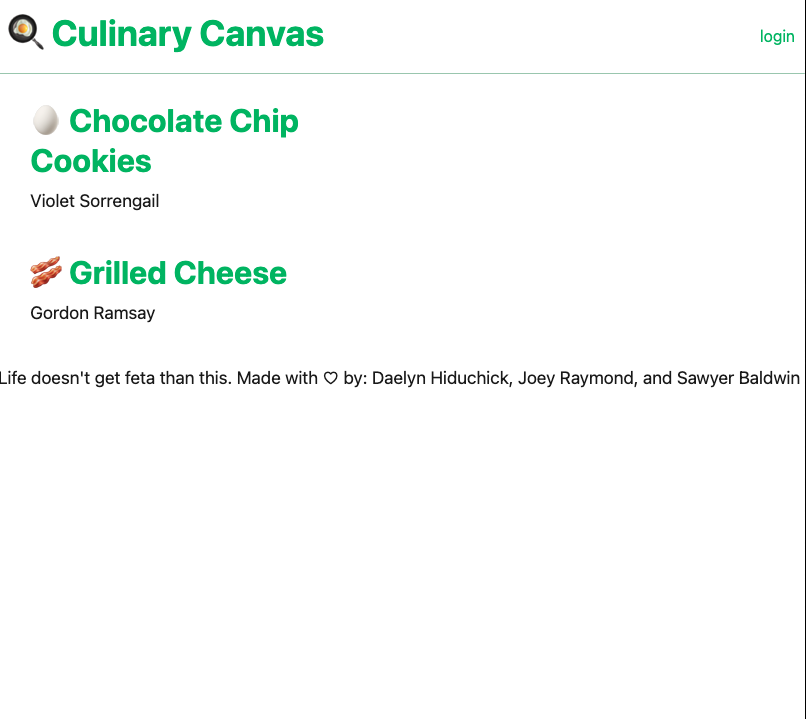 Culinary Canvas
login
Chocolate Chip
Cookies
Violet Sorrengail
Grilled Cheese
Gordon Ramsay
Life doesn't get feta than this. Made with ♡ by: Daelyn Hiduchick, Joey Raymond, and Sawyer Baldwin